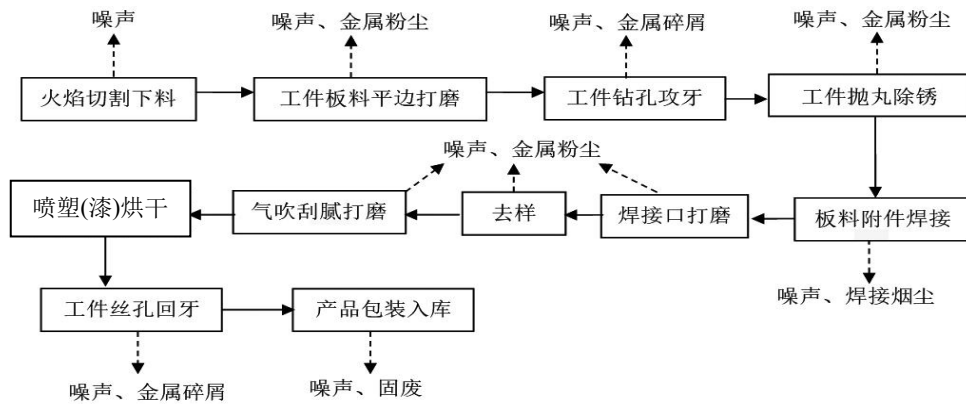 噪声
噪声、金属粉尘
噪声、金属碎屑
噪声、金属粉尘
火焰切割下料
工件板料平边打磨
工件钻孔攻牙
工件抛丸除锈
噪声、金属粉尘
喷塑(漆)烘干
气吹刮腻打磨
去样
焊接口打磨
板料附件焊接
噪声、焊接烟尘
工件丝孔回牙
产品包装入库
噪声、金属碎屑
噪声、固废